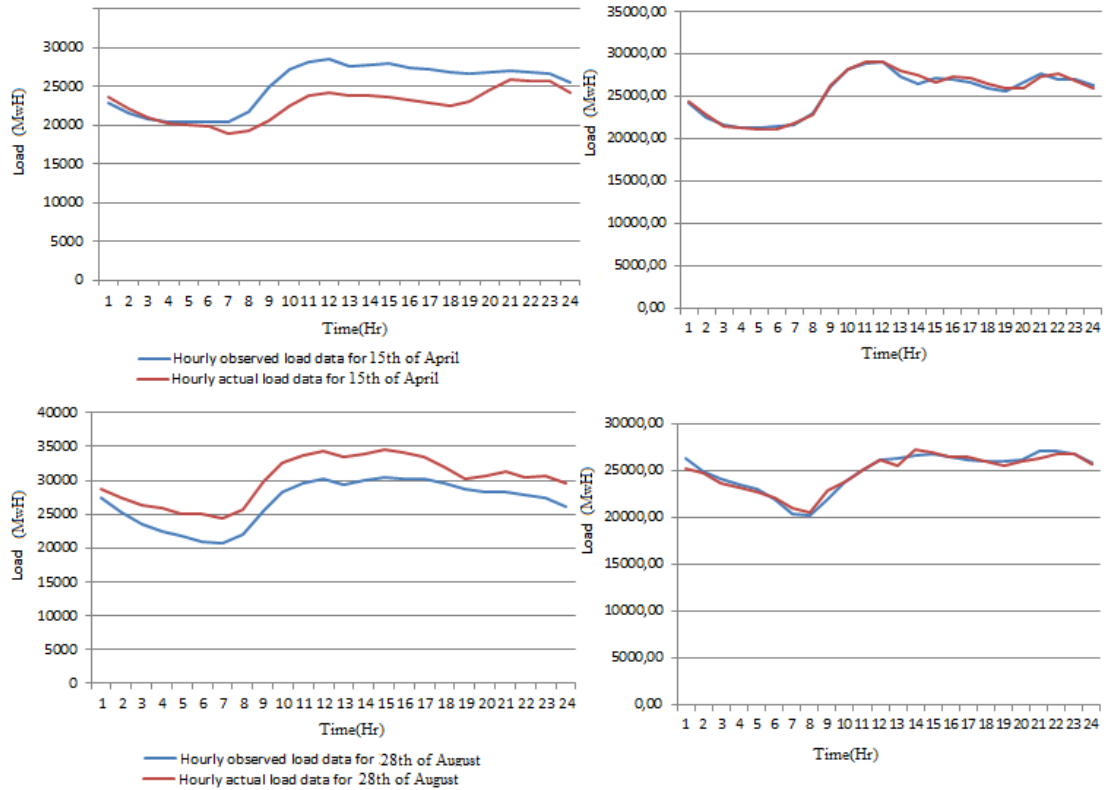 30000
25000
20000
15000
10000
5000
0
Load (MwH)
1 2 3 4 5 6 7 8 9 10 11 12 13 14 15 16 17 18 19 20 21 22 23 24
Time(Hr)
Hourly observed load data for 15th of April
Hourly actual load data for 15th of April
35000,00
30000,00
25000,00
20000,00
15000,00
10000,00
5000,00
0,00
Load (MwH)
1 2 3 4 5 6 7 8 9 10 11 12 13 14 15 16 17 18 19 20 21 22 23 24
Time(Hr)
40000
35000
30000
25000
20000
15000
10000
5000
0
Load (MwH)
1 2 3 4 5 6 7 8 9 10 11 12 13 14 15 16 17 18 19 20 21 22 23 24
Time(Hr)
Hourly observed load data for 28th of August
Hourly actual load data for 28th of August
30000,00
25000,00
20000,00
15000,00
10000,00
5000,00
0,00
Load (MwH)
1 2 3 4 5 6 7 8 9 10 11 12 13 14 15 16 17 18 19 20 21 22 23 24
Time(Hr)